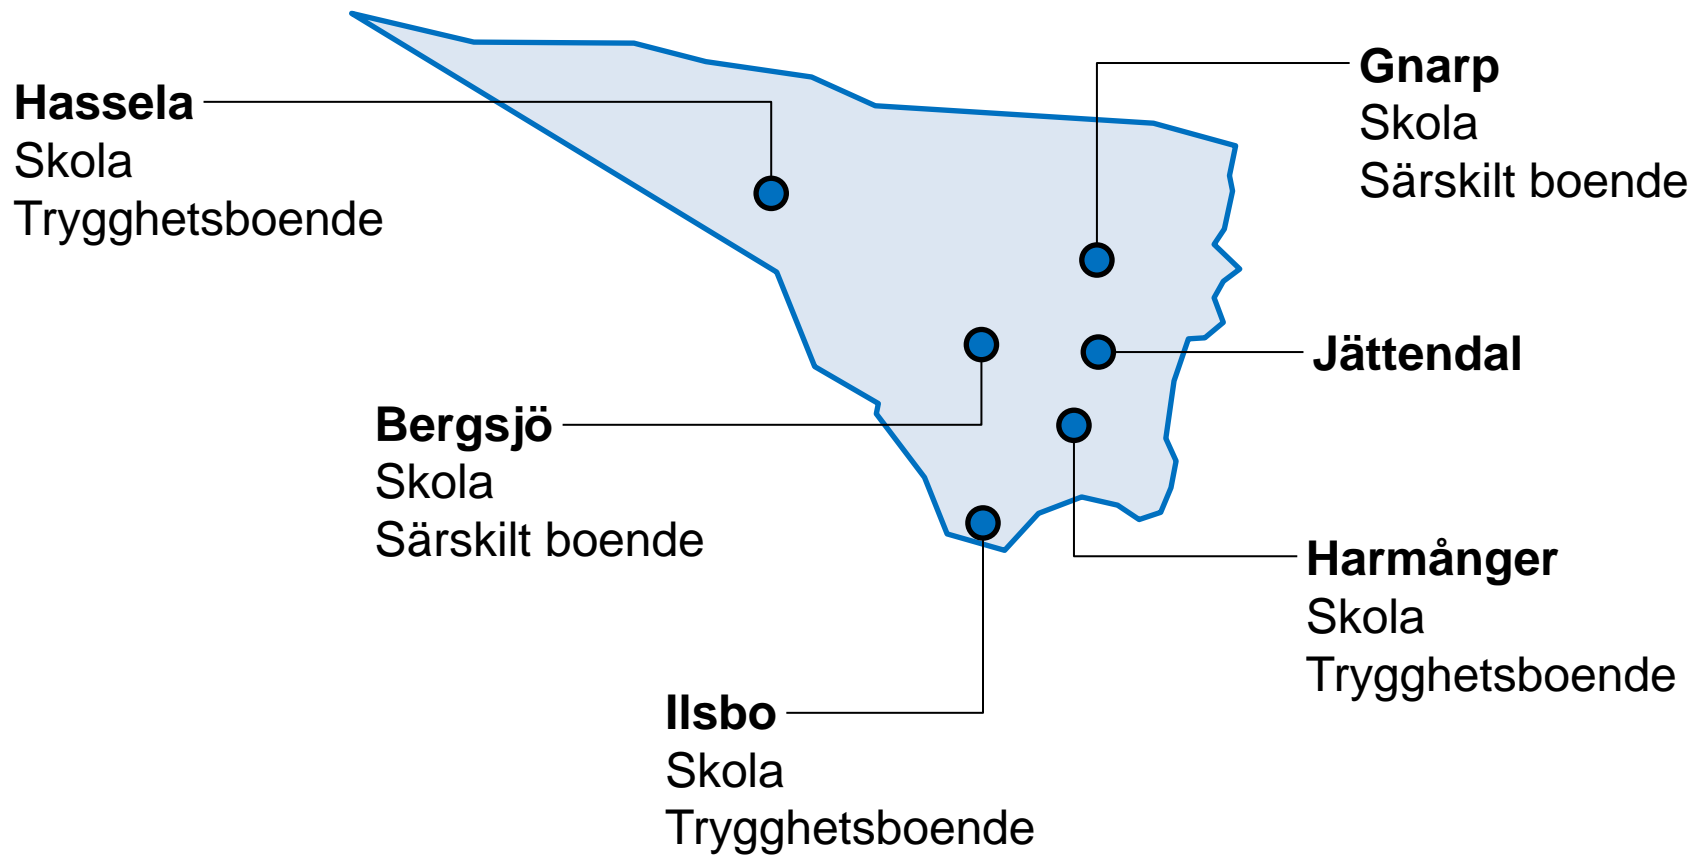 Hassela
Skola
Trygghetsboende
Gnarp
Skola
Särskilt boende
Jättendal
Bergsjö
Skola
Särskilt boende
Harmånger
Skola
Trygghetsboende
Ilsbo
Skola
Trygghetsboende